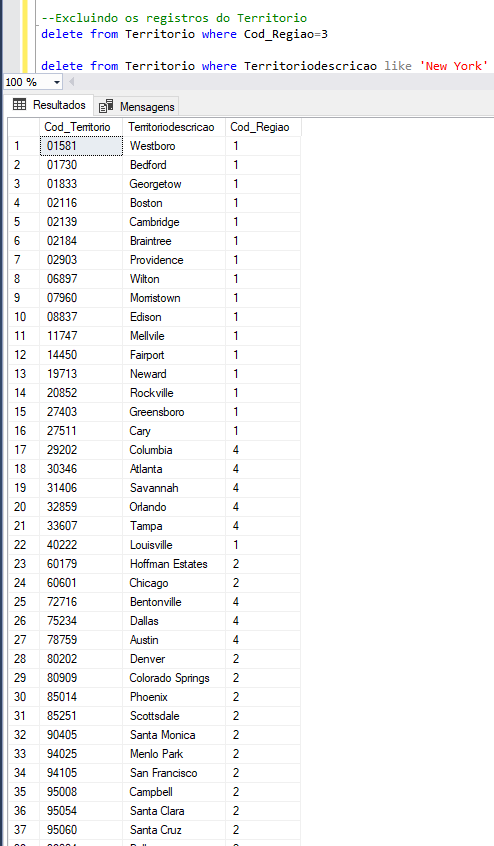 --Excluindo os registros do Territorio
delete from Territorio where Cod_Regiao=3
delete from Territorio where Territoriodescricao like 'New York'
100 %
Resultados Mensagens
Cod_Territorio Territoriodescricao Cod_Regiao
1 01581 Westboro 1
2 01730 Bedford 1
3 01833 Georgetow 1
4 02116 Boston 1
5 02139 Cambridge 1
6 02184 Braintree 1
7 02903 Providence 1
8 06897 Wilton 1
9 07960 Morristown 1
10 08837 Edison 1
11 11747 Mellvile 1
12 14450 Fairport 1
13 19713 Neward 1
14 20852 Rockville 1
15 27403 Greensboro 1
16 27511 Cary 1
17 29202 Columbia 4
18 30346 Atlanta 4
19 31406 Savannah 4
20 32859 Orlando 4
21 33607 Tampa 4
22 40222 Louisville 1
23 60179 Hoffman Estates 2
24 60601 Chicago 2
25 72716 Bentonville 4
26 75234 Dallas 4
27 78759 Austin 4
28 80202 Denver 2
29 80909 Colorado Springs 2
30 85014 Phoenix 2
31 85251 Scottsdale 2
32 90405 Santa Monica 2
33 94025 Menlo Park 2
34 94105 San Francisco 2
35 95008 Campbell 2
36 95054 Santa Clara 2
37 95060 Santa Cruz 2